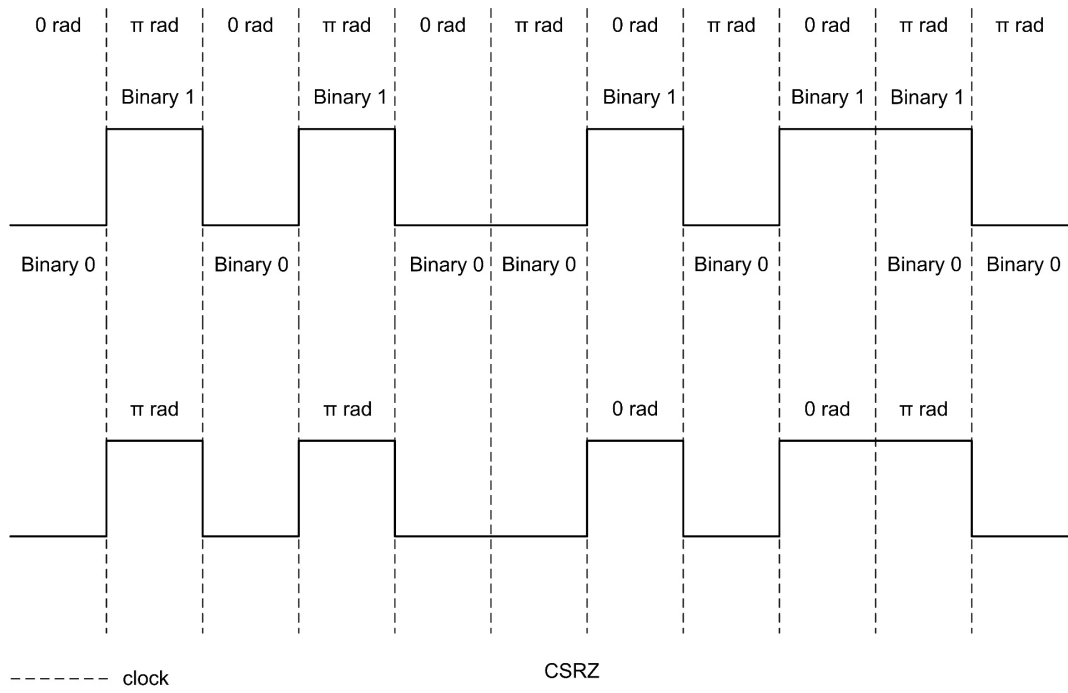 0 rad π rad 0 rad π rad 0 rad π rad 0 rad π rad 0 rad π rad π rad
Binary 1 Binary 1 Binary 1 Binary 1 Binary 1
Binary 0 Binary 0 Binary 0 Binary 0 Binary 0 Binary 0 Binary 0
π rad π rad 0 rad 0 rad π rad
clock CSRZ